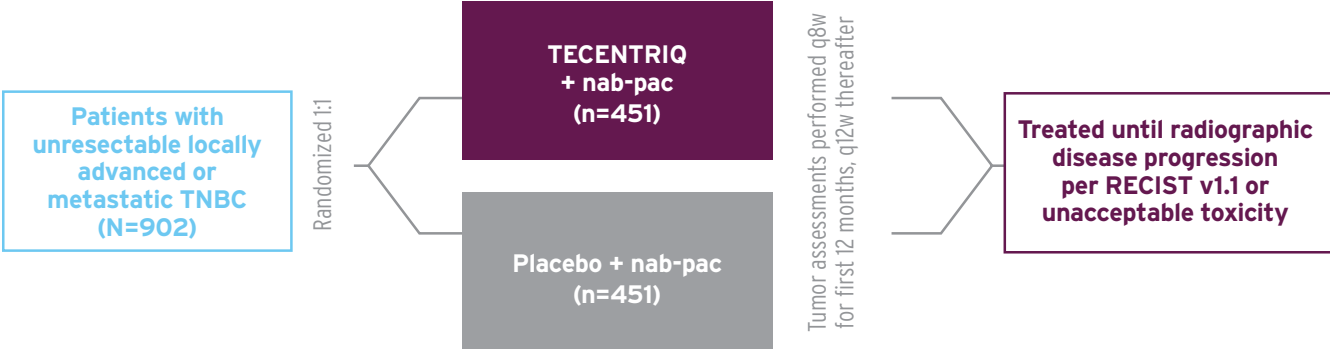 Patients with
unresectable locally
advanced or
metastatic TNBC
(N=902)
Randomized 1:1
TECENTRIQ
+ nab-pac
(n=451)
Placebo + nab-pac
(n=451)
Tumor assessments performed q8w
for first 12 months, q12w thereafter
Treated until radiographic
disease progression
per RECIST v1.1 or
unacceptable toxicity